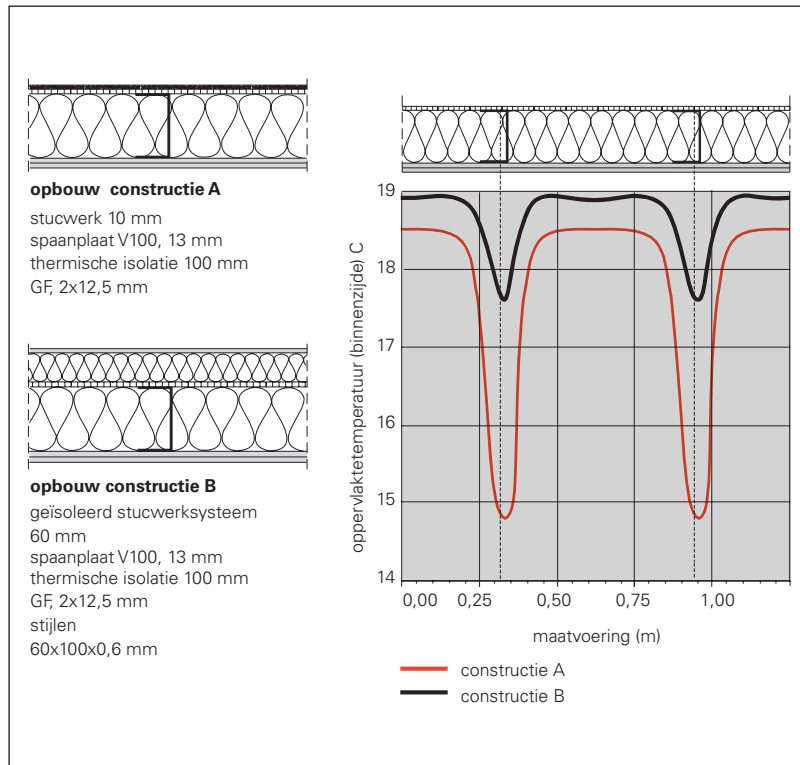 opbouw constructie A
stucwerk 10 mm
spaanplaat V100, 13 mm
thermische isolatie 100 mm
GF, 2x12,5 mm
opbouw constructie B
geïsoleerd stucwerksysteem
60 mm
spaanplaat V100, 13 mm
thermische isolatie 100 mm
GF, 2x12,5 mm
stijlen
60x100x0,6 mm
oppervlaktetemperatuur (binnenzijde) C
19
18
17
16
15
14
0,00 0,25 0,50 0,75 1,00
maatvoering (m)
constructie A
constructie B